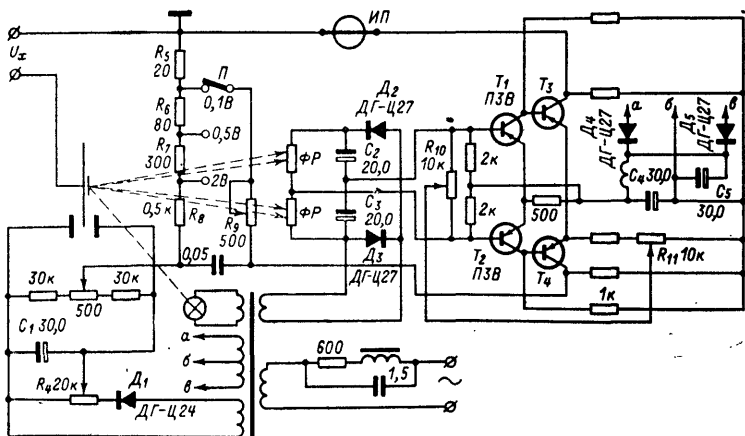 ИП
Uх
R5
20
П
0,1В
R6
80
0,5В
R7
300
2В
0,5к
R8
R9
500
0,05
ФР
ФР
Д2
ДГ-Ц27
C2
20,0
C3
20,0
Д3
ДГ-Ц27
R10
10к
2к
2к
T1
П3В
T3
T2
П3В
T4
500
Д4
ДГ-Ц27
а
б
в
Д5
ДГ-Ц27
C4 30,0
C5
30,0
R11 10к
1к
30к
500
30к
C1 30,0
R4 20к
Д1
ДГ-Ц24
а
б
в
600
1,5
~